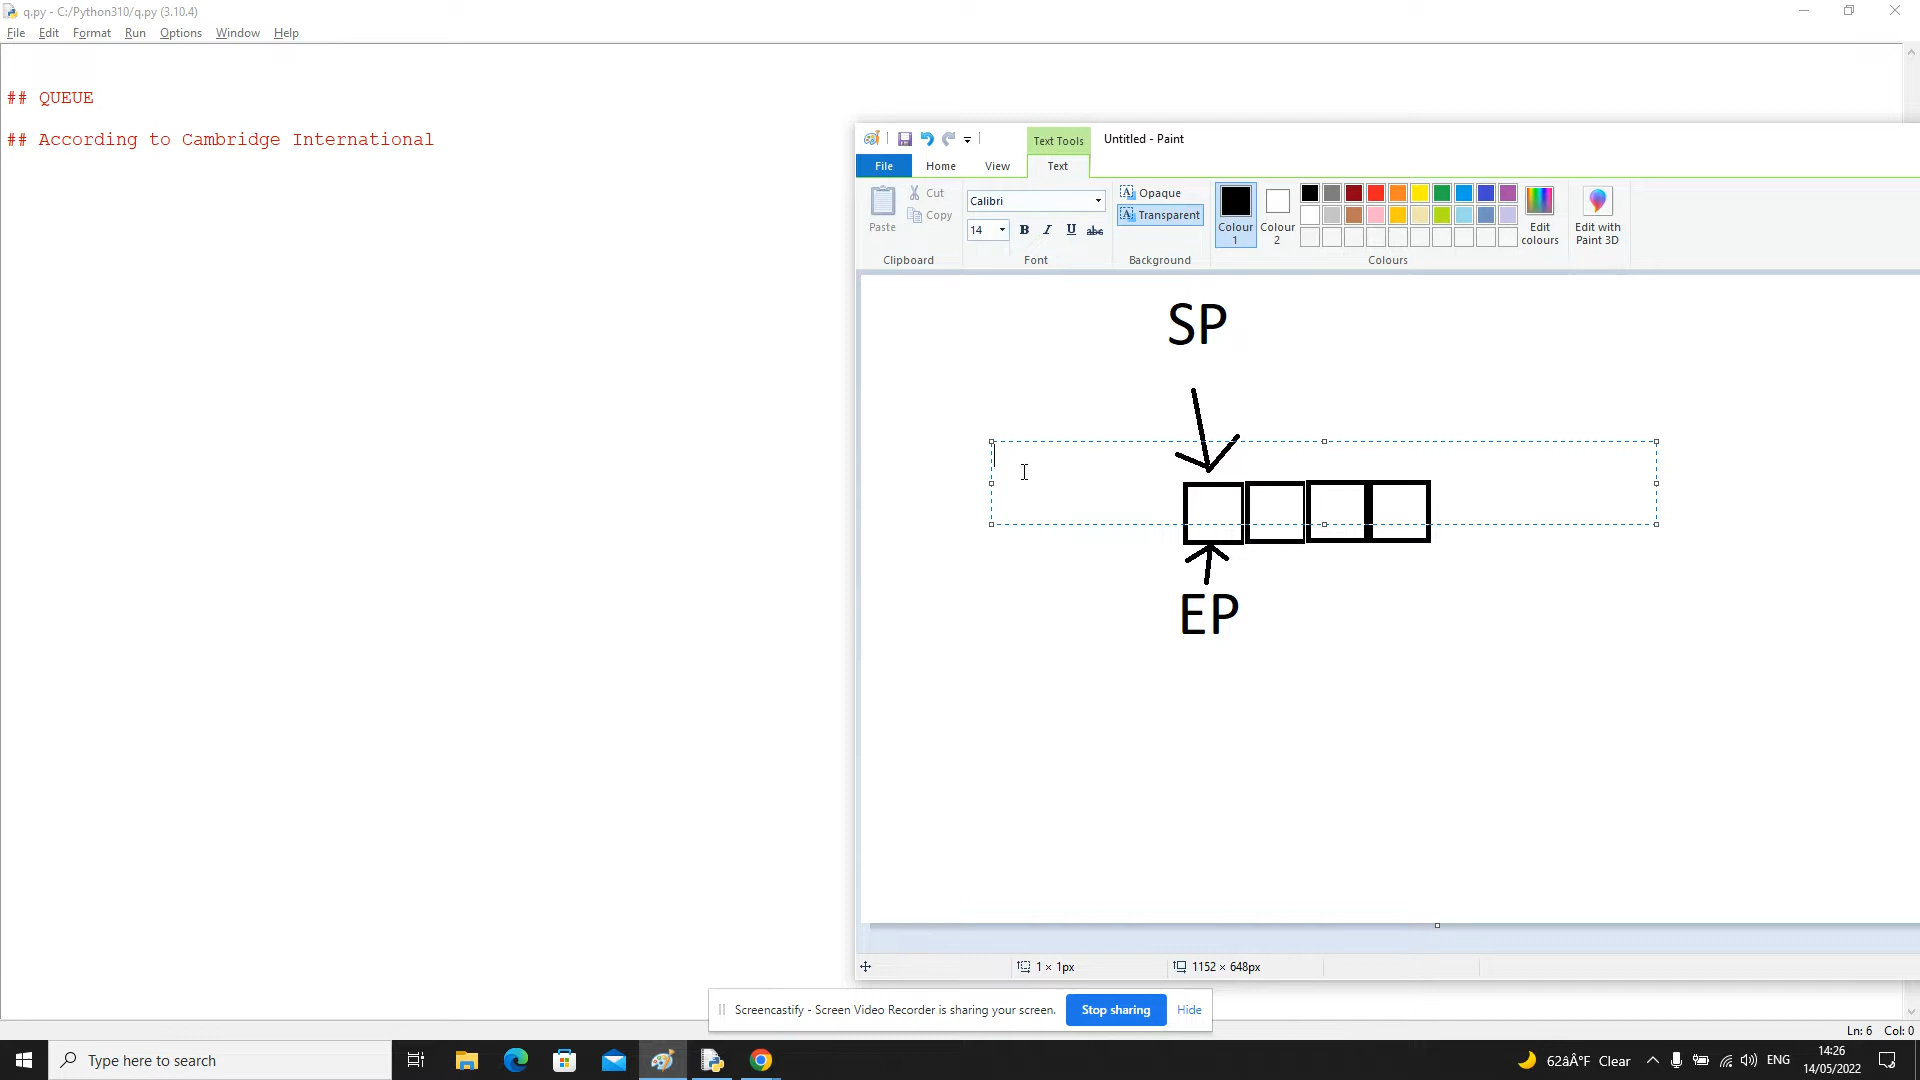 q.py - C:/Python310/q.py (3.10.4)
File Edit Format Run Options Window Help
## QUEUE
## According to Cambridge International
Text Tools
Untitled - Paint
File Home View Text
Paste
Cut
Copy
Clipboard
Calibri
14 B I U abc
Font
Opaque
Transparent
Background
Colour 1
Colour 2
Edit colours
Colours
Edit with Paint 3D
SP
EP
1 × 1px
1152 × 648px
Screencastify - Screen Video Recorder is sharing your screen. Stop sharing Hide
Ln: 6 Col: 0
Type here to search
62âÂ°F Clear
ENG
14:26
14/05/2022